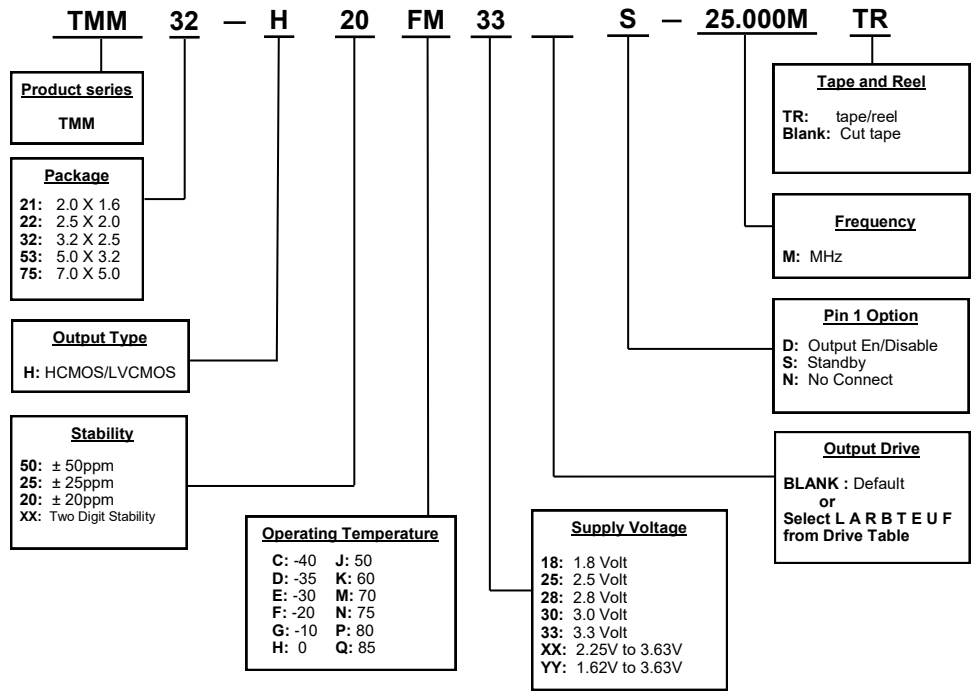 TMM 32 – H 20 FM 33 S – 25.000M TR
Product series
TMM
Package
21: 2.0 X 1.6
22: 2.5 X 2.0
32: 3.2 X 2.5
53: 5.0 X 3.2
75: 7.0 X 5.0
Output Type
H: HCMOS/LVCMOS
Stability
50: ± 50ppm
25: ± 25ppm
20: ± 20ppm
XX: Two Digit Stability
Operating Temperature
C: -40 J: 50
D: -35 K: 60
E: -30 M: 70
F: -20 N: 75
G: -10 P: 80
H: 0 Q: 85
Supply Voltage
18: 1.8 Volt
25: 2.5 Volt
28: 2.8 Volt
30: 3.0 Volt
33: 3.3 Volt
XX: 2.25V to 3.63V
YY: 1.62V to 3.63V
Tape and Reel
TR: tape/reel
Blank: Cut tape
Frequency
M: MHz
Pin 1 Option
D: Output En/Disable
S: Standby
N: No Connect
Output Drive
BLANK : Default
or
Select L A R B T E U F
from Drive Table